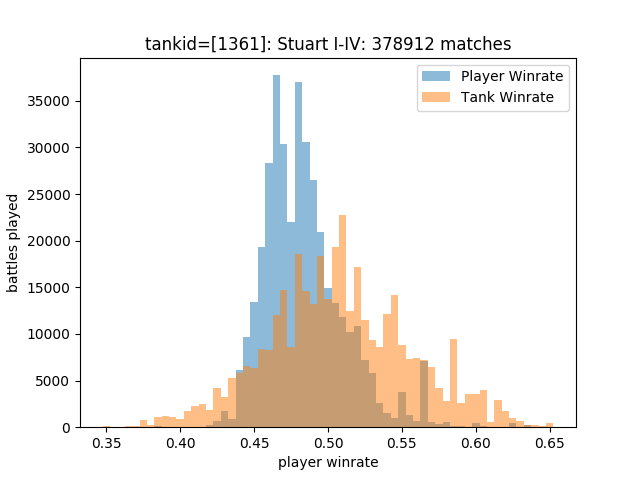 tankid=[1361]: Stuart I-IV: 378912 matches
Player Winrate
Tank Winrate
35000
30000
25000
20000
15000
10000
5000
0
battles played
0.35 0.40 0.45 0.50 0.55 0.60 0.65
player winrate